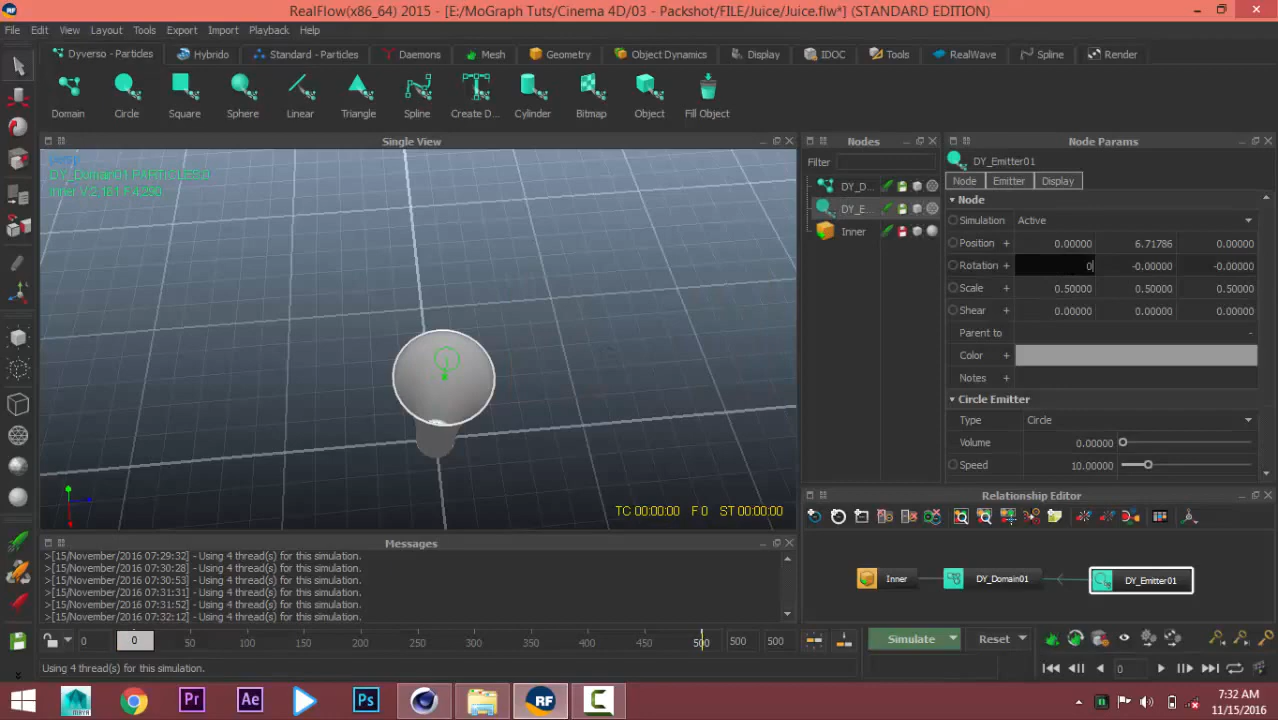 RealFlow(x86_64) 2015 - [E:/MoGraph Tuts/Cinema 4D/03 - Packshot/FILE/Juice/Juice.flw*] (STANDARD EDITION)
File Edit View Layout Tools Export Import Playback Help
Dyverso - Particles Hybrido Standard - Particles Daemons Mesh Geometry Object Dynamics Display IDOC Tools RealWave Spline Render
Domain Circle Square Sphere Linear Triangle Spline Create D... Cylinder Bitmap Object Fill Object
Single View
persp
Nodes
Filter
DY_D...
DY_E...
Inner
Node Params
DY_Emitter01
Node Emitter Display
Node
Simulation Active
Position + 0.00000 6.71786 0.00000
Rotation + 0 -0.00000 -0.00000
Scale + 0.50000 0.50000 0.50000
Shear + 0.00000 0.00000 0.00000
Parent to -
Color +
Notes +
Circle Emitter
Type Circle
Volume 0.00000
Speed 10.00000
TC 00:00:00 F 0 ST 00:00:00
Messages
>[15/November/2016 07:29:32] - Using 4 thread(s) for this simulation.
>[15/November/2016 07:30:28] - Using 4 thread(s) for this simulation.
>[15/November/2016 07:30:53] - Using 4 thread(s) for this simulation.
>[15/November/2016 07:31:31] - Using 4 thread(s) for this simulation.
>[15/November/2016 07:31:52] - Using 4 thread(s) for this simulation.
>[15/November/2016 07:32:12] - Using 4 thread(s) for this simulation.
Relationship Editor
Inner DY_Domain01 DY_Emitter01
0 0 50 100 150 200 250 300 350 400 450 500 500 500
Simulate Reset
Using 4 thread(s) for this simulation.
0
Pr Ae Ps RF
7:32 AM
11/15/2016